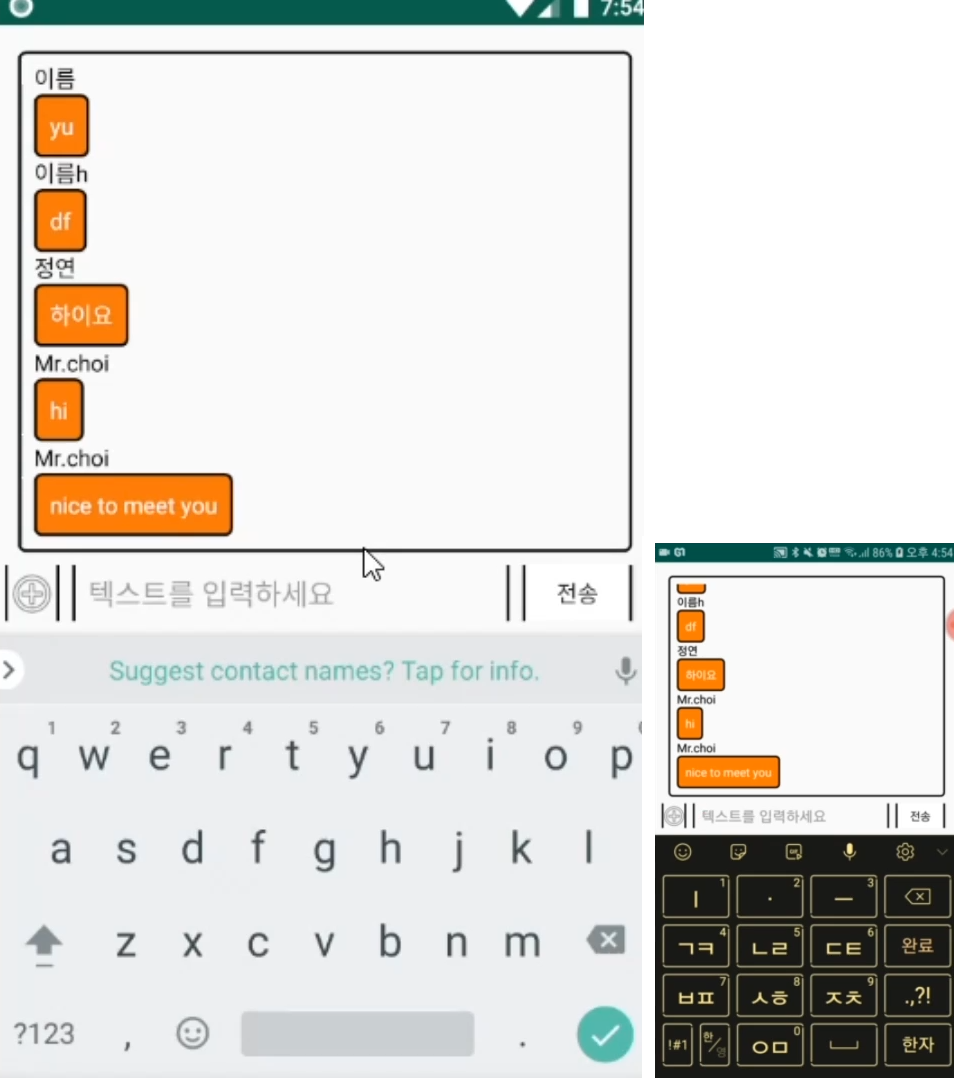 7:54
이름
yu
이름h
df
정연
하이요
Mr.choi
hi
Mr.choi
nice to meet you
텍스트를 입력하세요
전송
Suggest contact names? Tap for info.
1 2 3 4 5 6 7 8 9
q w e r t y u i o p
a s d f g h j k l
z x c v b n m
?123 , .
86% 오후 4:54
이름h
df
정연
하이요
Mr.choi
hi
Mr.choi
nice to meet you
텍스트를 입력하세요
전송
ㅣ 1 · 2 ㅡ 3
ㄱㅋ 4 ㄴㄹ 5 ㄷㅌ 6 완료
ㅂㅍ 7 ㅅㅎ 8 ㅈㅊ 9 .,?!
!#1 한/영 ㅇㅁ 0 한자